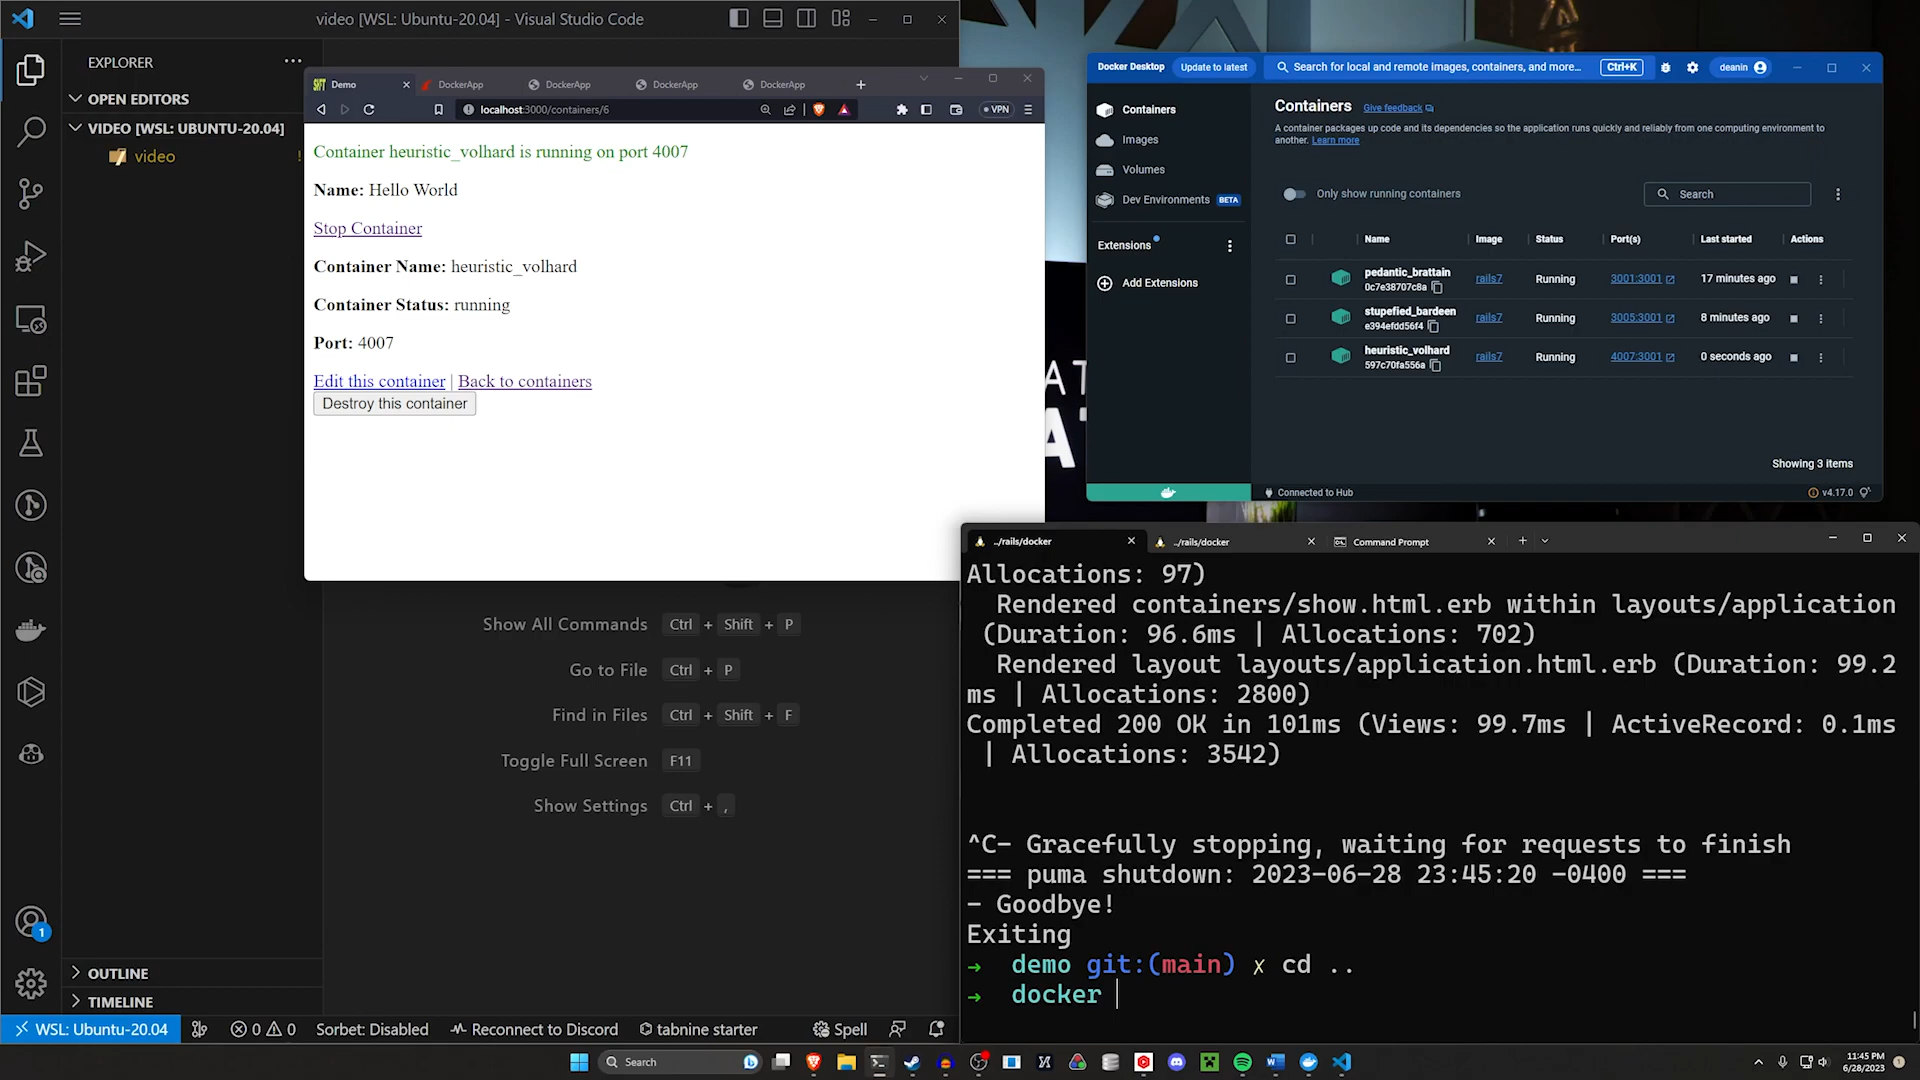 video [WSL: Ubuntu-20.04] - Visual Studio Code
EXPLORER
OPEN EDITORS
VIDEO [WSL: UBUNTU-20.04]
video
!
OUTLINE
TIMELINE
Demo
DockerApp
DockerApp
DockerApp
DockerApp
localhost:3000/containers/6
VPN
Container heuristic_volhard is running on port 4007
Name: Hello World
Stop Container
Container Name: heuristic_volhard
Container Status: running
Port: 4007
Edit this container | Back to containers
Destroy this container
Show All Commands Ctrl + Shift + P
Go to File Ctrl + P
Find in Files Ctrl + Shift + F
Toggle Full Screen F11
Show Settings Ctrl + ,
Docker Desktop Update to latest Search for local and remote images, containers, and more... Ctrl+K deanin
Containers
Images
Volumes
Dev Environments BETA
Extensions
Add Extensions
Containers Give feedback
A container packages up code and its dependencies so the application runs quickly and reliably from one computing environment to
another. Learn more
Only show running containers
Search
Name Image Status Port(s) Last started Actions
pedantic_brattain
0c7e38707c8a
rails7 Running 3001:3001 17 minutes ago
stupefied_bardeen
e394efdd56f4
rails7 Running 3005:3001 8 minutes ago
heuristic_volhard
597c70fa556a
rails7 Running 4007:3001 0 seconds ago
Showing 3 items
Connected to Hub
v4.17.0
../rails/docker
../rails/docker
Command Prompt
Allocations: 97)
Rendered containers/show.html.erb within layouts/application
(Duration: 96.6ms | Allocations: 702)
Rendered layout layouts/application.html.erb (Duration: 99.2
ms | Allocations: 2800)
Completed 200 OK in 101ms (Views: 99.7ms | ActiveRecord: 0.1ms
| Allocations: 3542)
^C- Gracefully stopping, waiting for requests to finish
=== puma shutdown: 2023-06-28 23:45:20 -0400 ===
- Goodbye!
Exiting
→ demo git:(main) ✗ cd ..
→ docker
1
WSL: Ubuntu-20.04 0 0 Sorbet: Disabled Reconnect to Discord tabnine starter Spell
Search
11:45 PM
6/28/2023
1